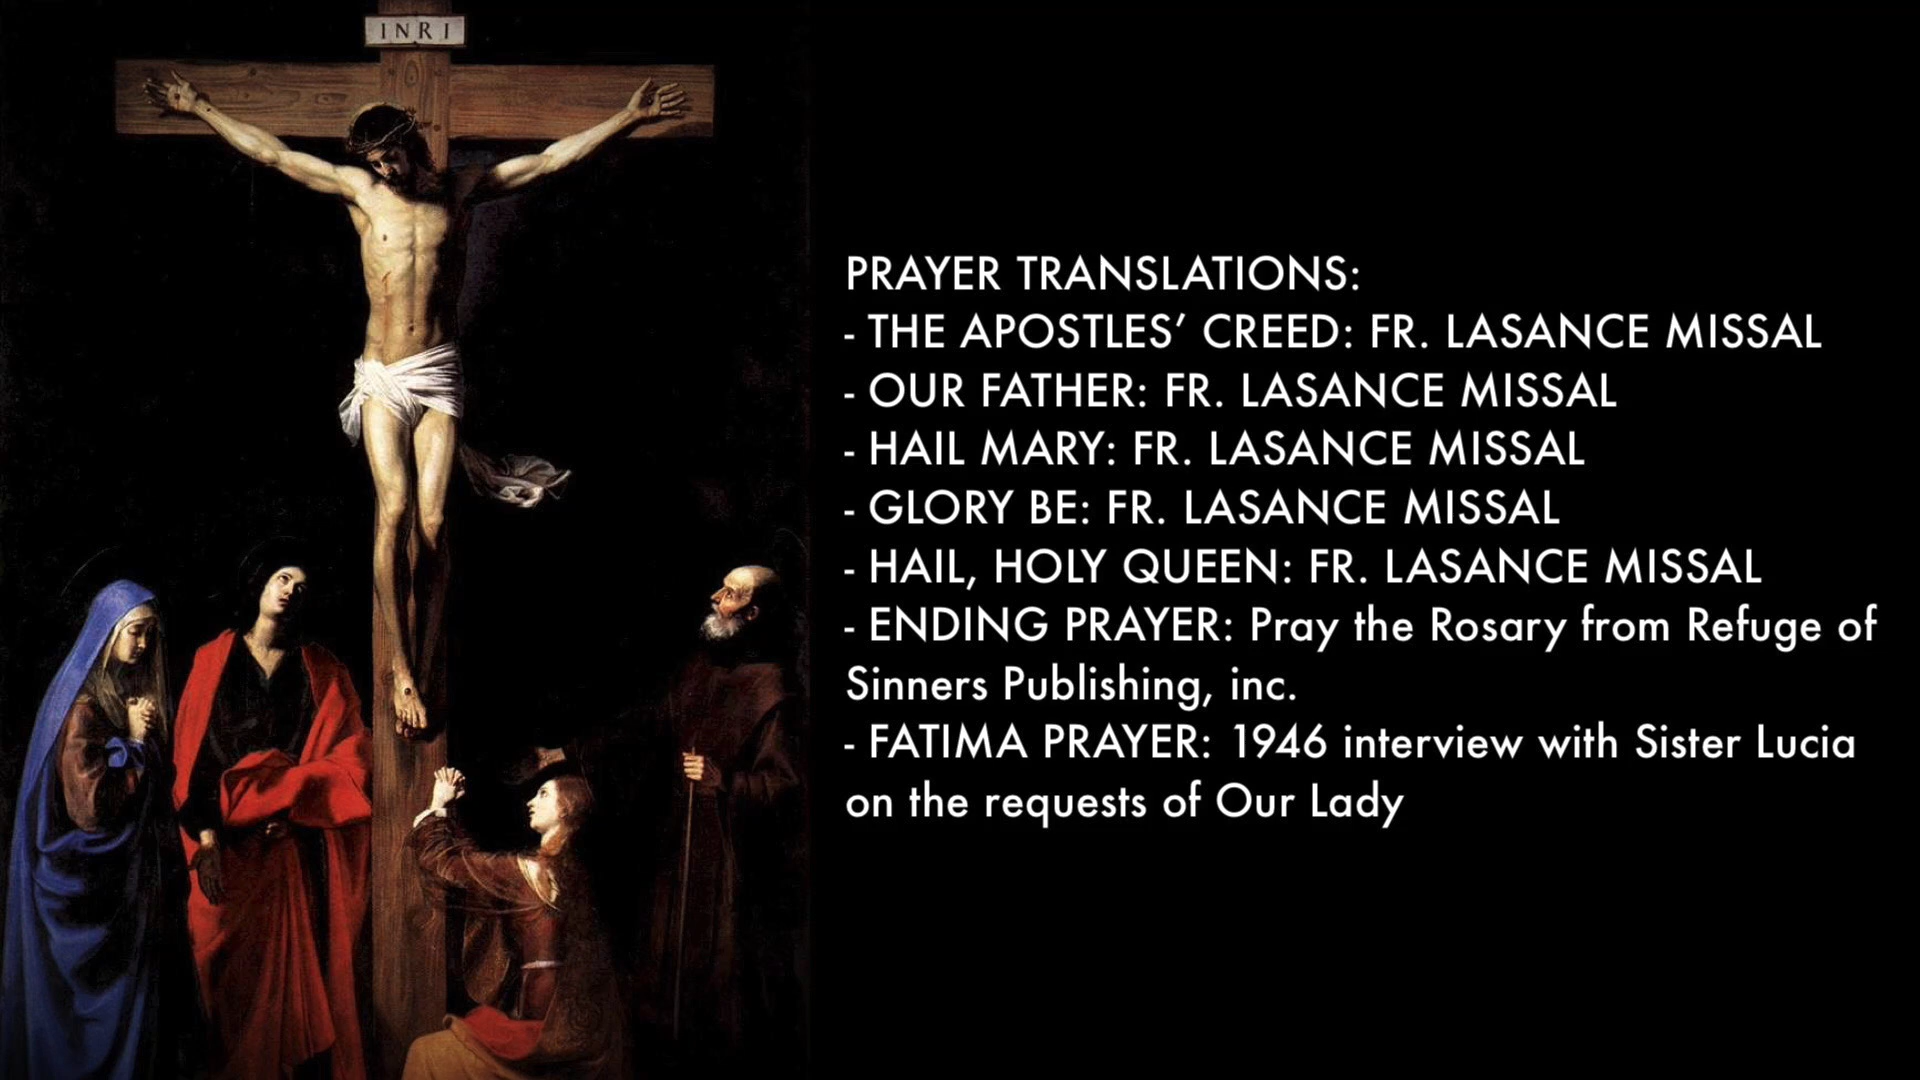 INRI
PRAYER TRANSLATIONS:
- THE APOSTLES’ CREED: FR. LASANCE MISSAL
- OUR FATHER: FR. LASANCE MISSAL
- HAIL MARY: FR. LASANCE MISSAL
- GLORY BE: FR. LASANCE MISSAL
- HAIL, HOLY QUEEN: FR. LASANCE MISSAL
- ENDING PRAYER: Pray the Rosary from Refuge of
Sinners Publishing, inc.
- FATIMA PRAYER: 1946 interview with Sister Lucia
on the requests of Our Lady